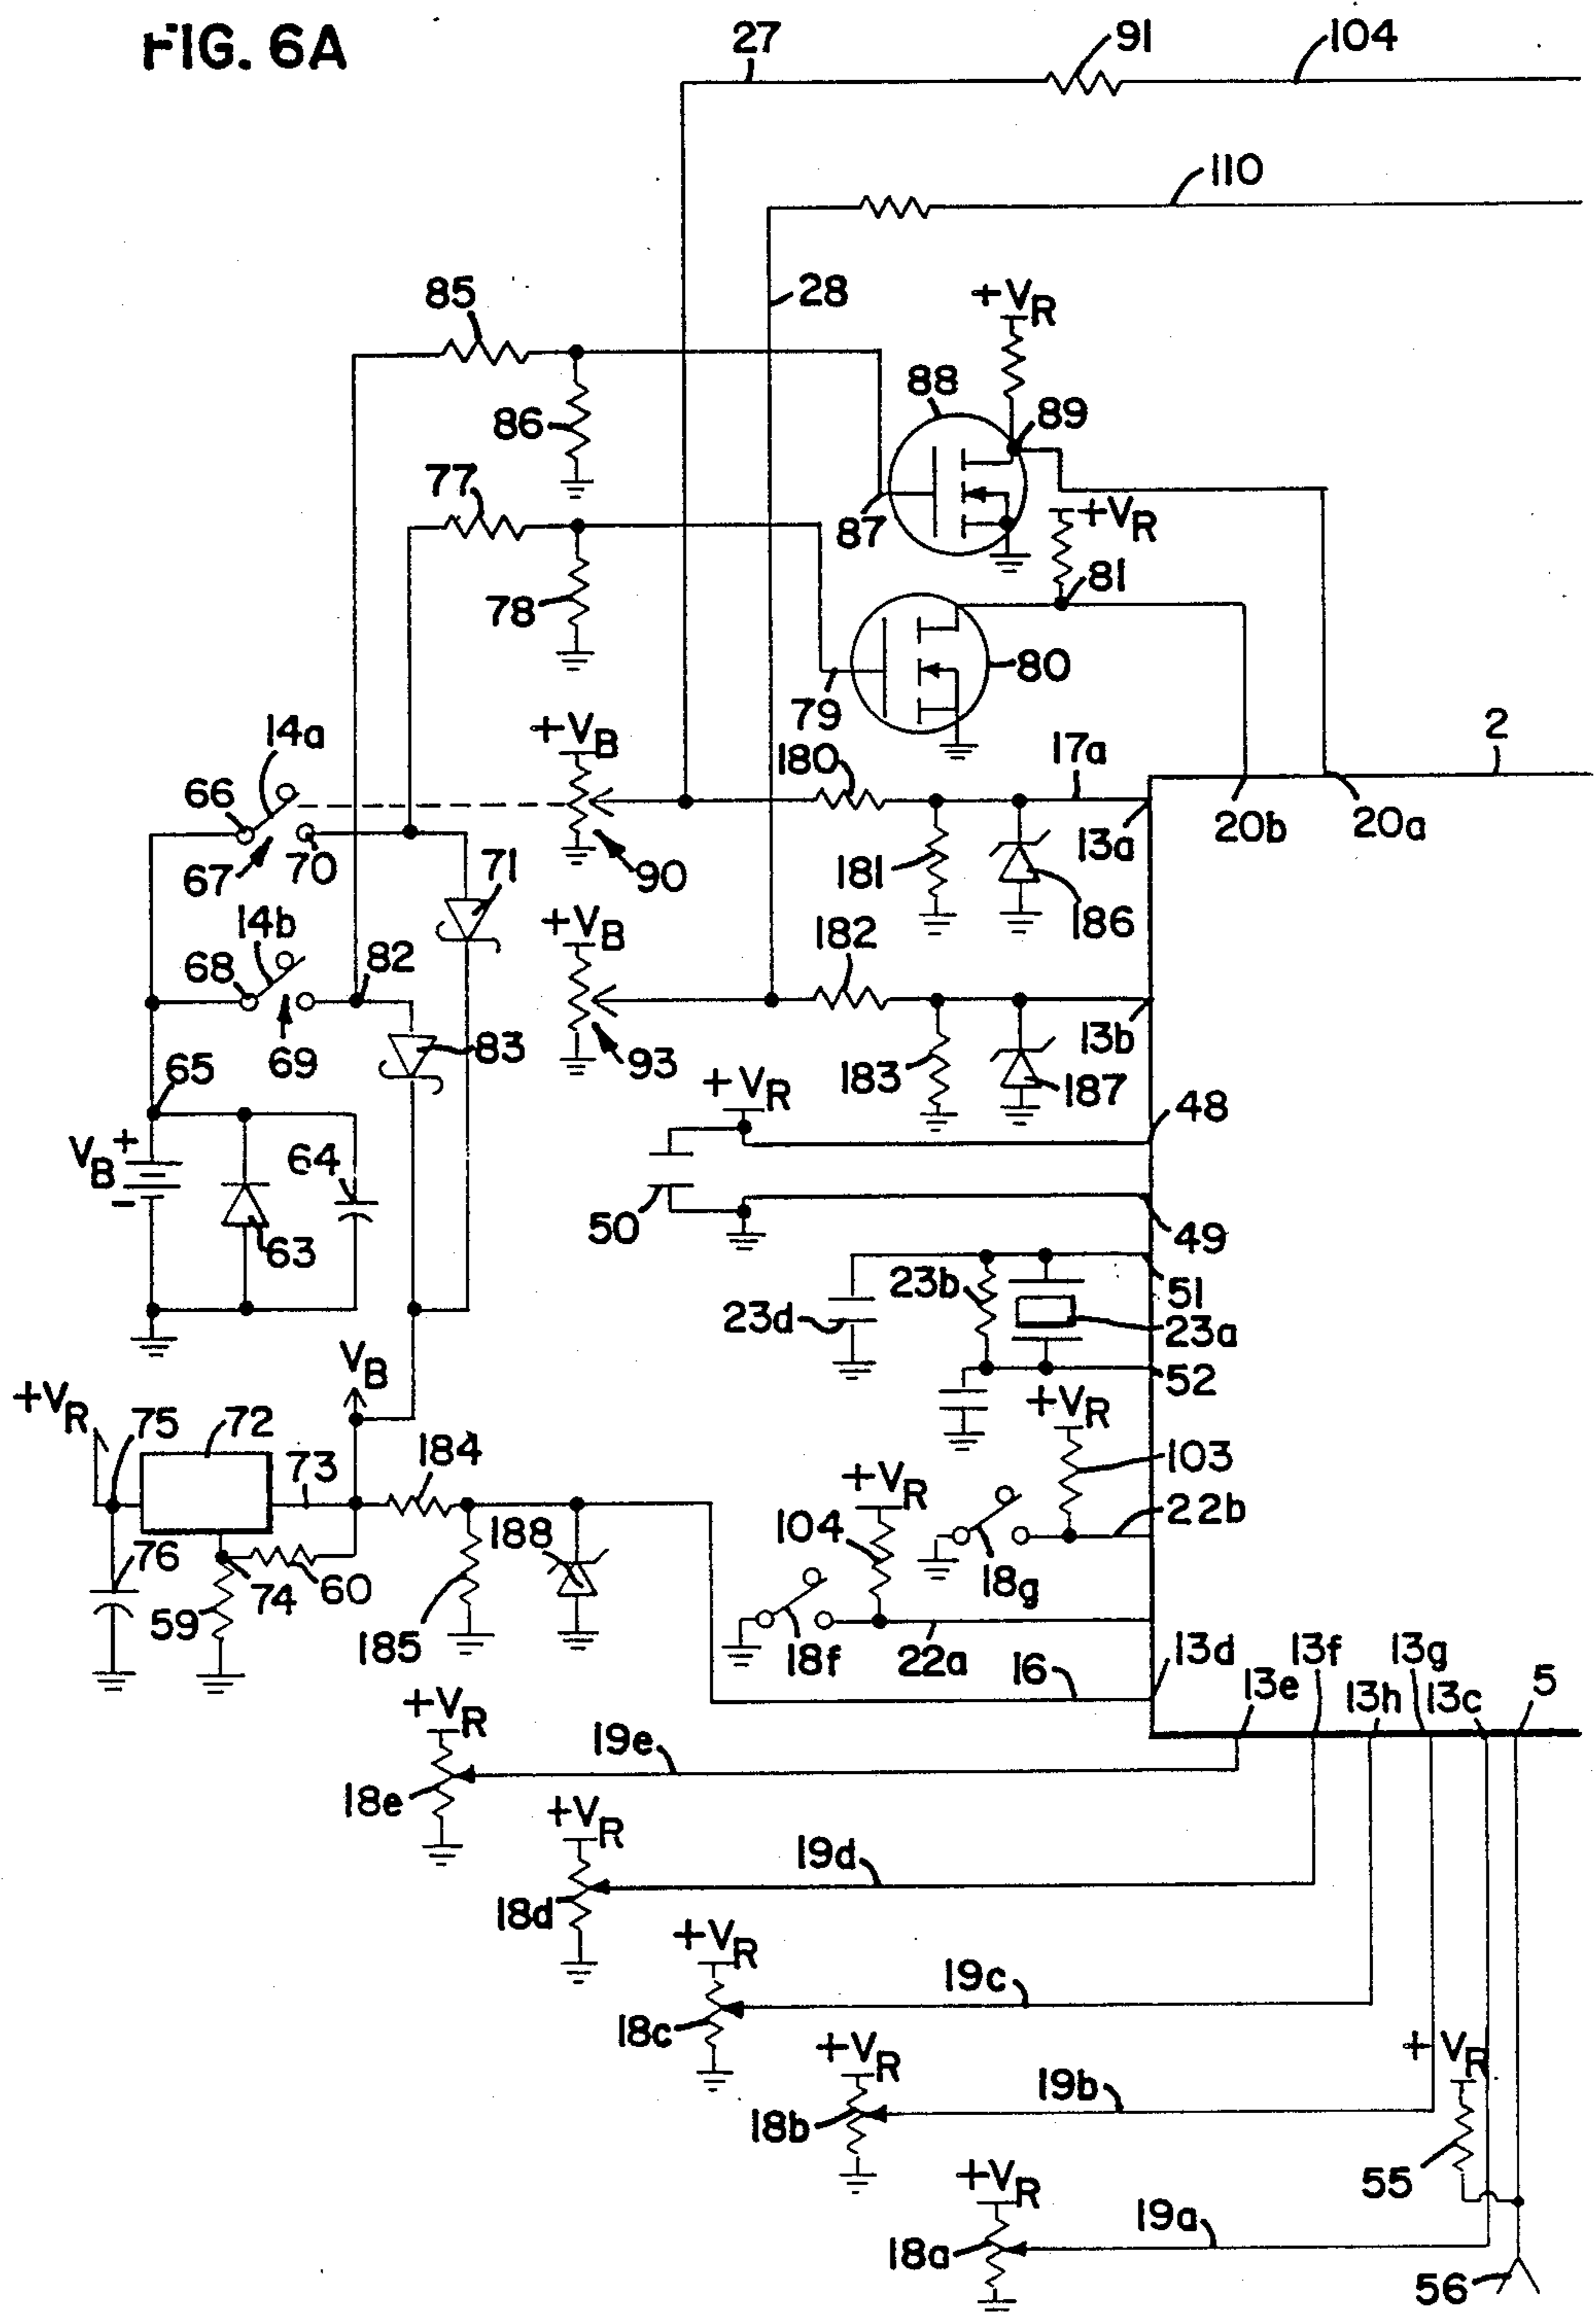 FIG. 6A
27
91
104
110
85
28
+VR
88
86
89
77
87
+VR
81
78
80
79
14a
+VB
180
17a
2
66
20b
20a
67
70
71
90
181
13a
186
14b
+VB
182
68
82
69
83
93
183
13b
187
65
+VR
48
VB
+
-
64
50
49
63
23b
51
23d
23a
VB
52
+VR
+VR
75
72
184
103
73
+VR
188
104
22b
76
74
60
18g
59
185
18f
22a
16
13d
13f
13g
13e
13h
13c
5
+VR
19e
18e
+VR
19d
18d
+VR
19c
18c
+VR
+ VR
19b
18b
55
+VR
19a
18a
56